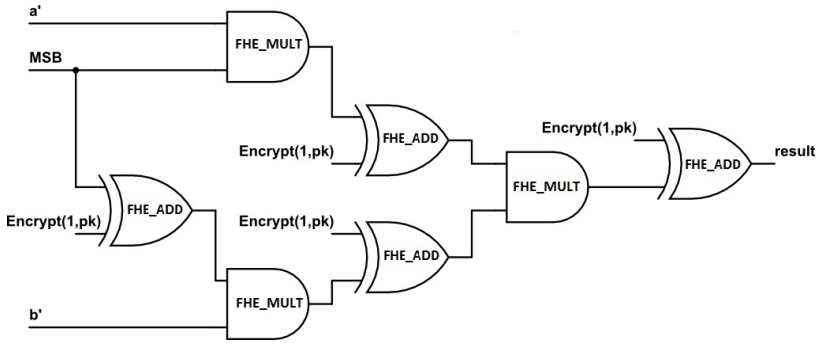 a'
FHE_MULT
MSB
FHE_ADD
Encrypt(1,pk)
Encrypt(1,pk)
FHE_ADD
result
FHE_MULT
FHE_ADD
Encrypt(1,pk)
Encrypt(1,pk)
FHE_ADD
FHE_MULT
b'